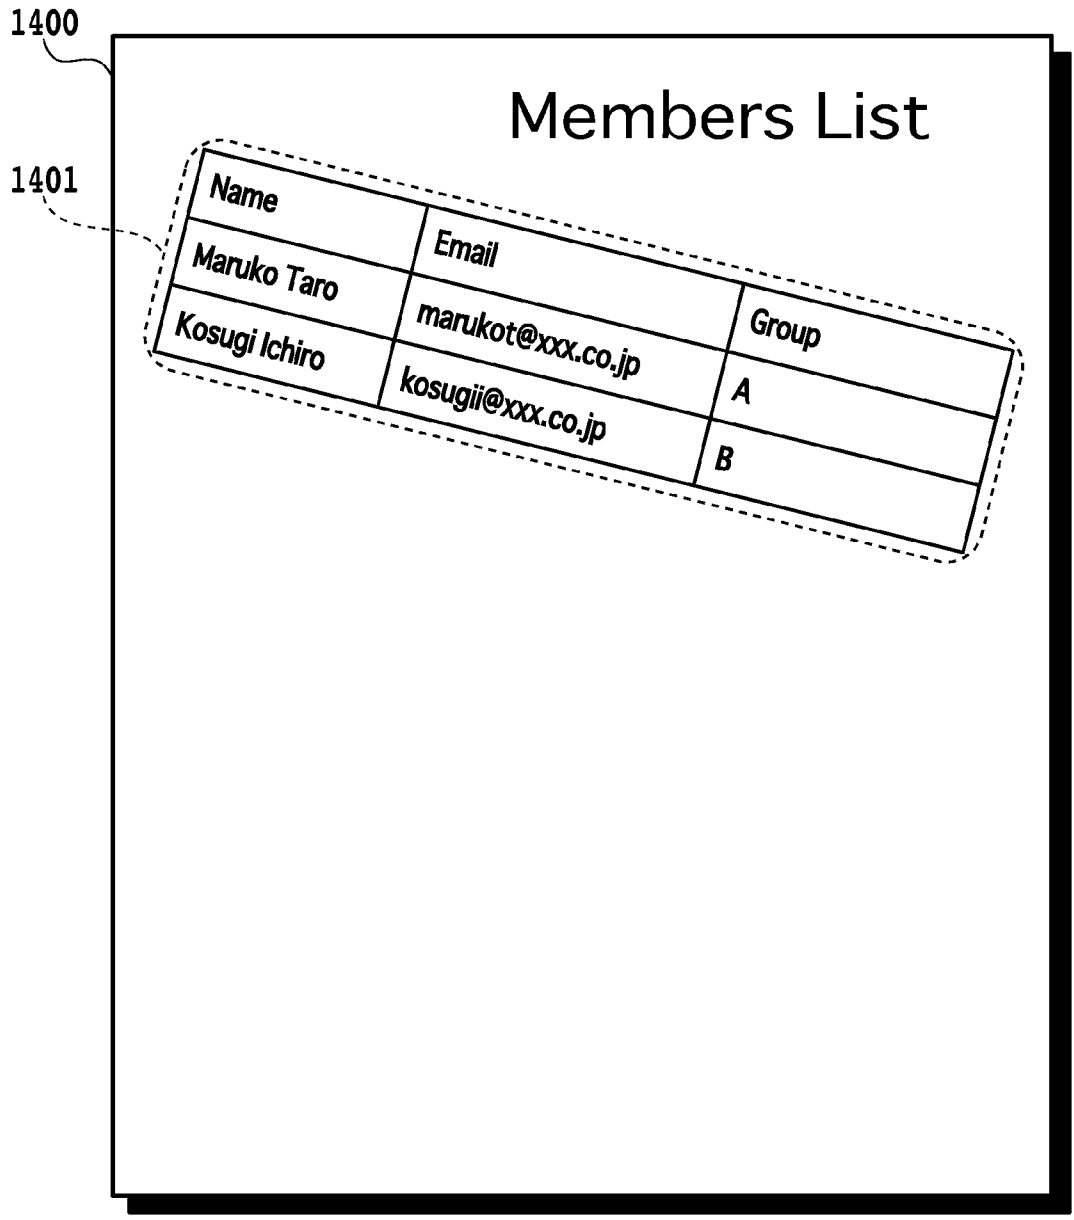 1400
Members List
1401
Name Email Group
Maruko Taro marukot@xxx.co.jp A
Kosugi Ichiro kosugii@xxx.co.jp B